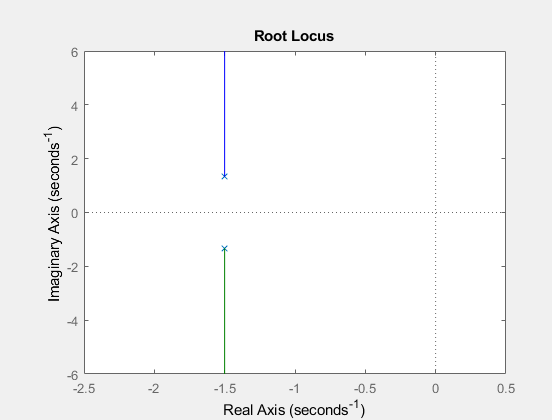 Root Locus
Imaginary Axis (seconds⁻¹)
6
4
2
0
-2
-4
-6
-2.5 -2 -1.5 -1 -0.5 0 0.5
Real Axis (seconds⁻¹)